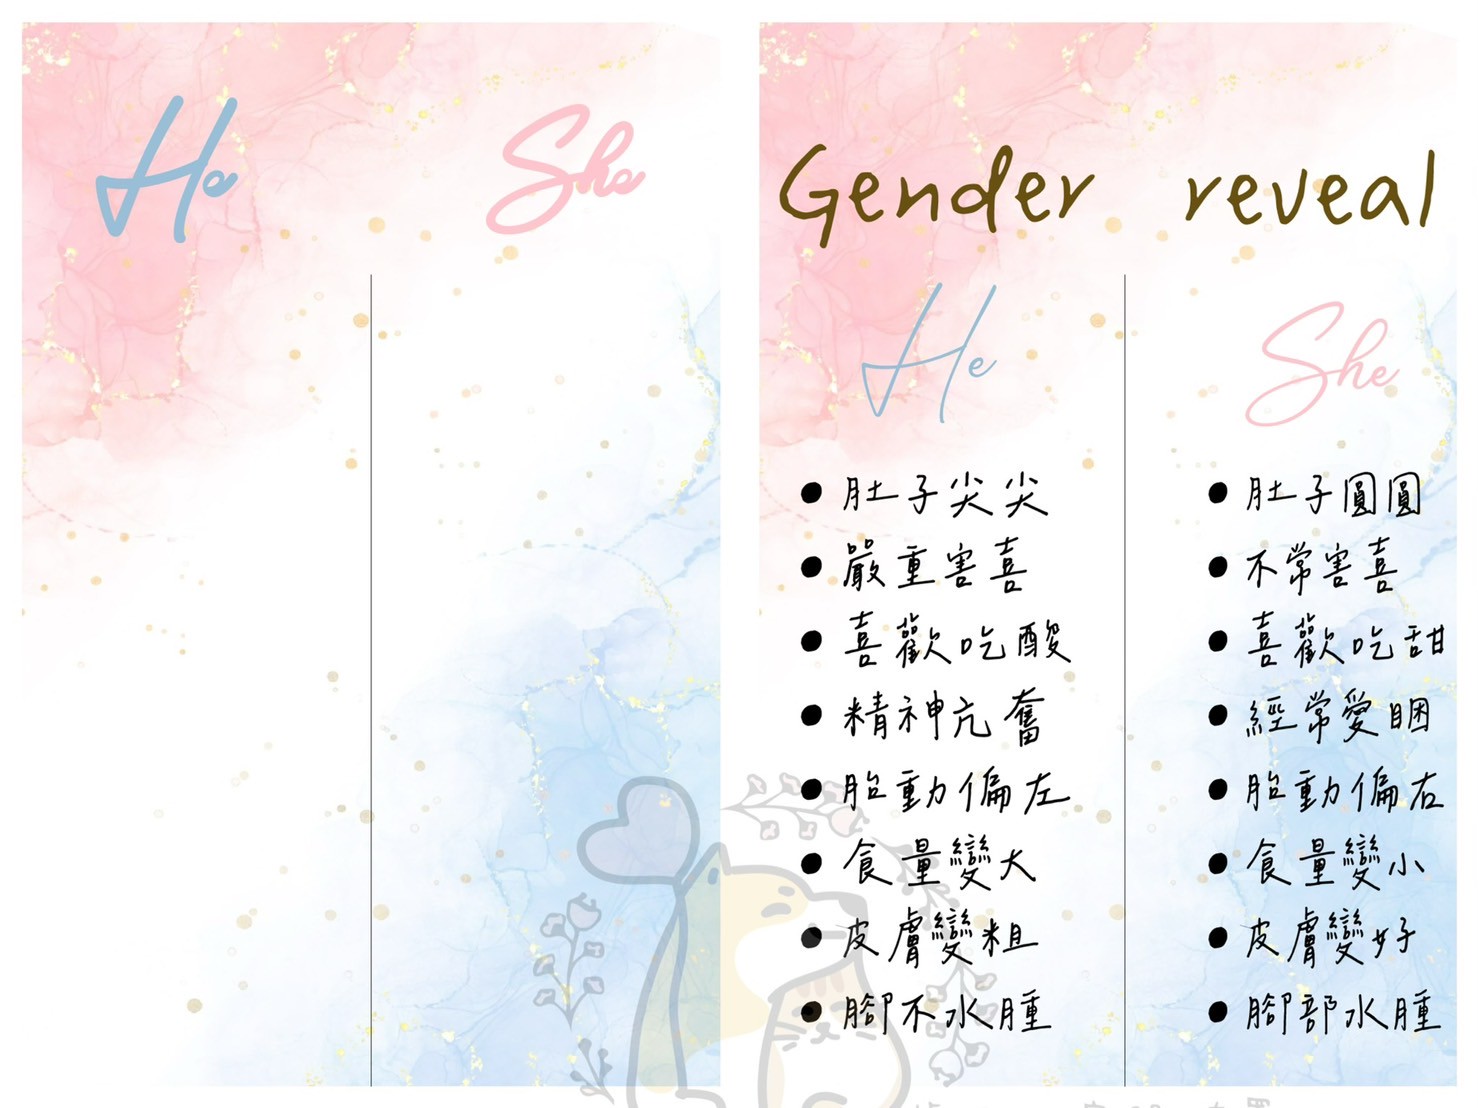 He She
Gender reveal
He She
肚子尖尖
嚴重害喜
喜歡吃酸
精神亢奮
胎動偏左
食量變大
皮膚變粗
腳不水腫
肚子圓圓
不常害喜
喜歡吃甜
經常愛睏
胎動偏右
食量變小
皮膚變好
腳部水腫